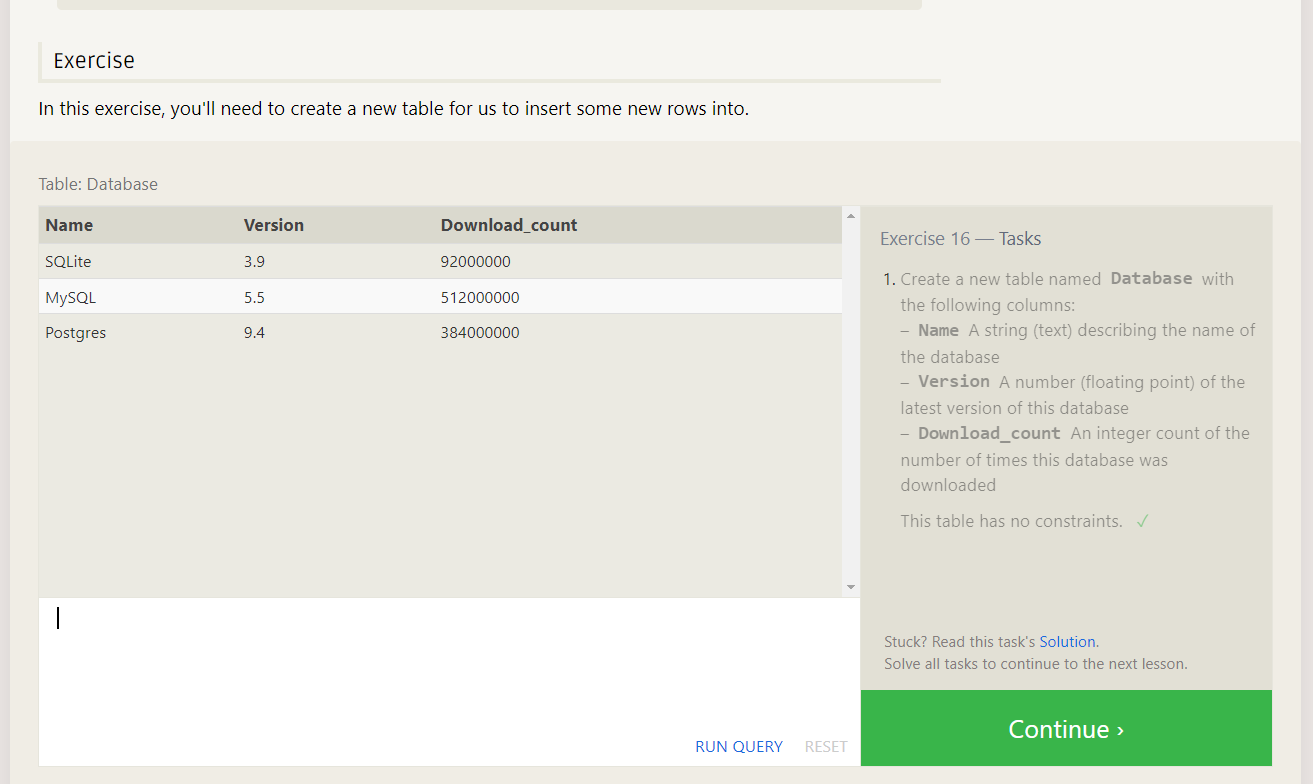 Exercise
In this exercise, you'll need to create a new table for us to insert some new rows into.
Table: Database
Name Version Download_count
SQLite 3.9 92000000
MySQL 5.5 512000000
Postgres 9.4 384000000
RUN QUERY RESET
Exercise 16 — Tasks
1. Create a new table named Database with
the following columns:
– Name A string (text) describing the name of
the database
– Version A number (floating point) of the
latest version of this database
– Download_count An integer count of the
number of times this database was
downloaded
This table has no constraints. ✓
Stuck? Read this task's Solution.
Solve all tasks to continue to the next lesson.
Continue ›